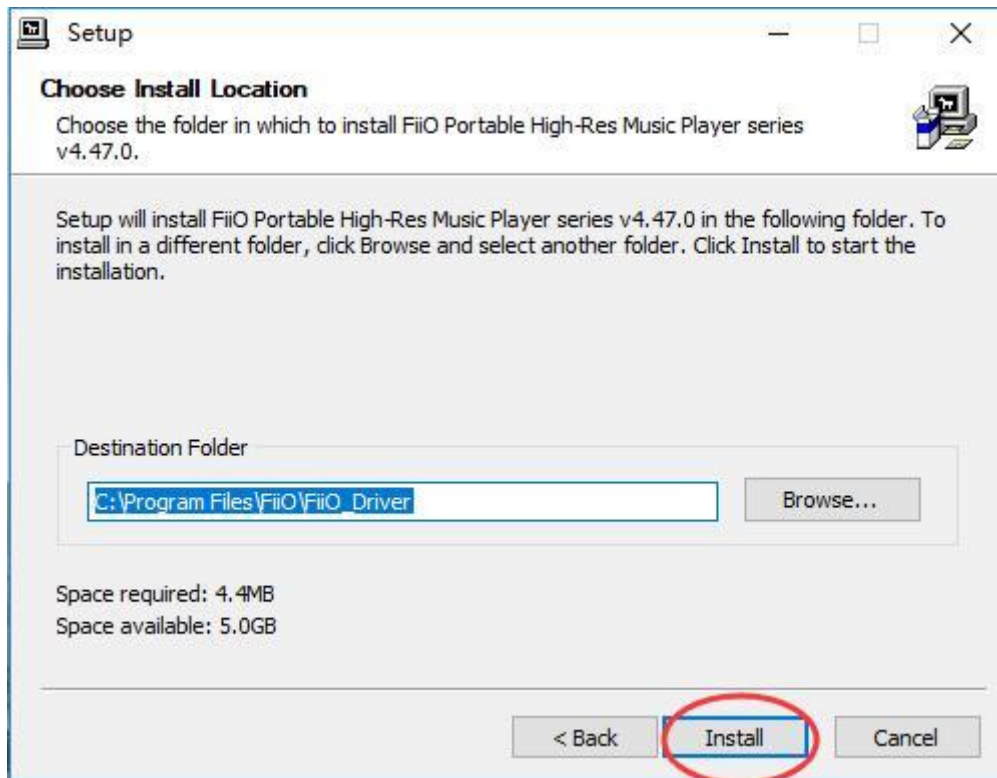 Setup
Choose Install Location
Choose the folder in which to install FiiO Portable High-Res Music Player series
v4.47.0.
Setup will install FiiO Portable High-Res Music Player series v4.47.0 in the following folder. To
install in a different folder, click Browse and select another folder. Click Install to start the
installation.
Destination Folder
C:\Program Files\FiiO\FiiO_Driver
Browse...
Space required: 4.4MB
Space available: 5.0GB
< Back
Install
Cancel